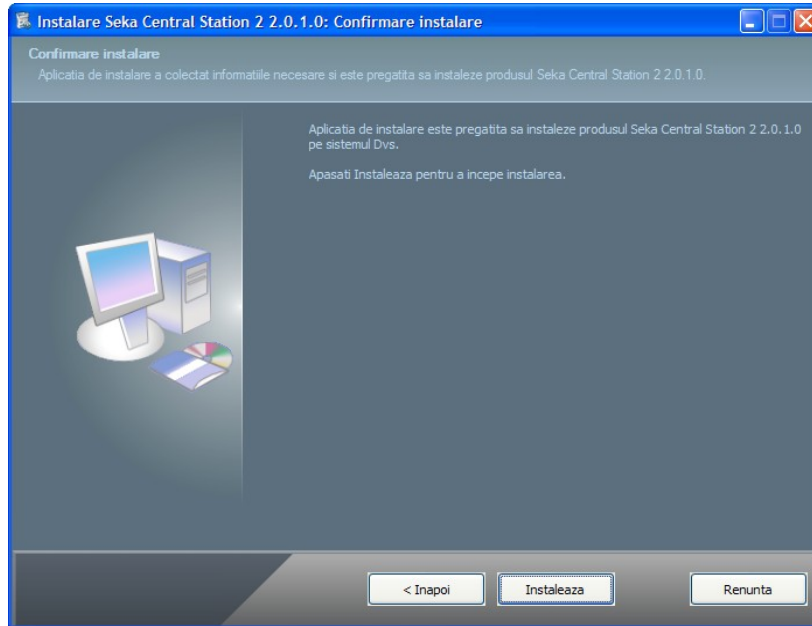 Instalare Seka Central Station 2 2.0.1.0: Confirmare instalare
Confirmare instalare
Aplicatia de instalare a colectat informatiile necesare si este pregatita sa instaleze produsul Seka Central Station 2 2.0.1.0.
Aplicatia de instalare este pregatita sa instaleze produsul Seka Central Station 2 2.0.1.0
pe sistemul Dvs.
Apasati Instaleaza pentru a incepe instalarea.
< Inapoi
Instaleaza
Renunta